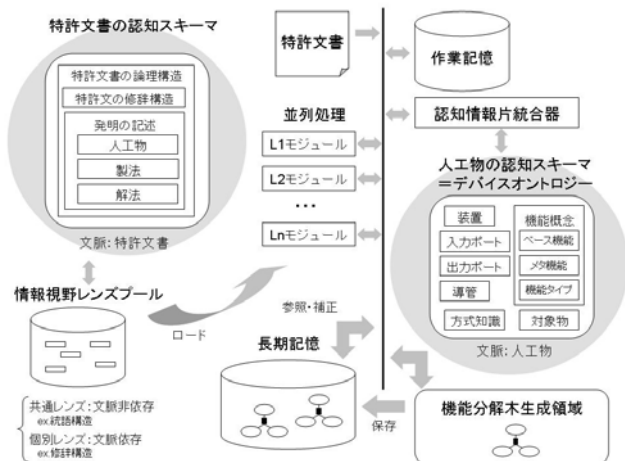 特許文書の認知スキーマ
特許文書の論理構造
特許文の修辞構造
発明の記述
人工物
製法
解法
文脈:特許文書
情報視野レンズプール
共通レンズ:文脈非依存
ex.統語構造
個別レンズ:文脈依存
ex.修辞構造
ロード
特許文書
並列処理
L1モジュール
L2モジュール
...
Lnモジュール
参照・補正
長期記憶
保存
作業記憶
認知情報片統合器
人工物の認知スキーマ
=デバイスオントロジー
装置
入力ポート
出力ポート
導管
方式知識
機能概念
ベース機能
メタ機能
機能タイプ
対象物
文脈:人工物
機能分解木生成領域